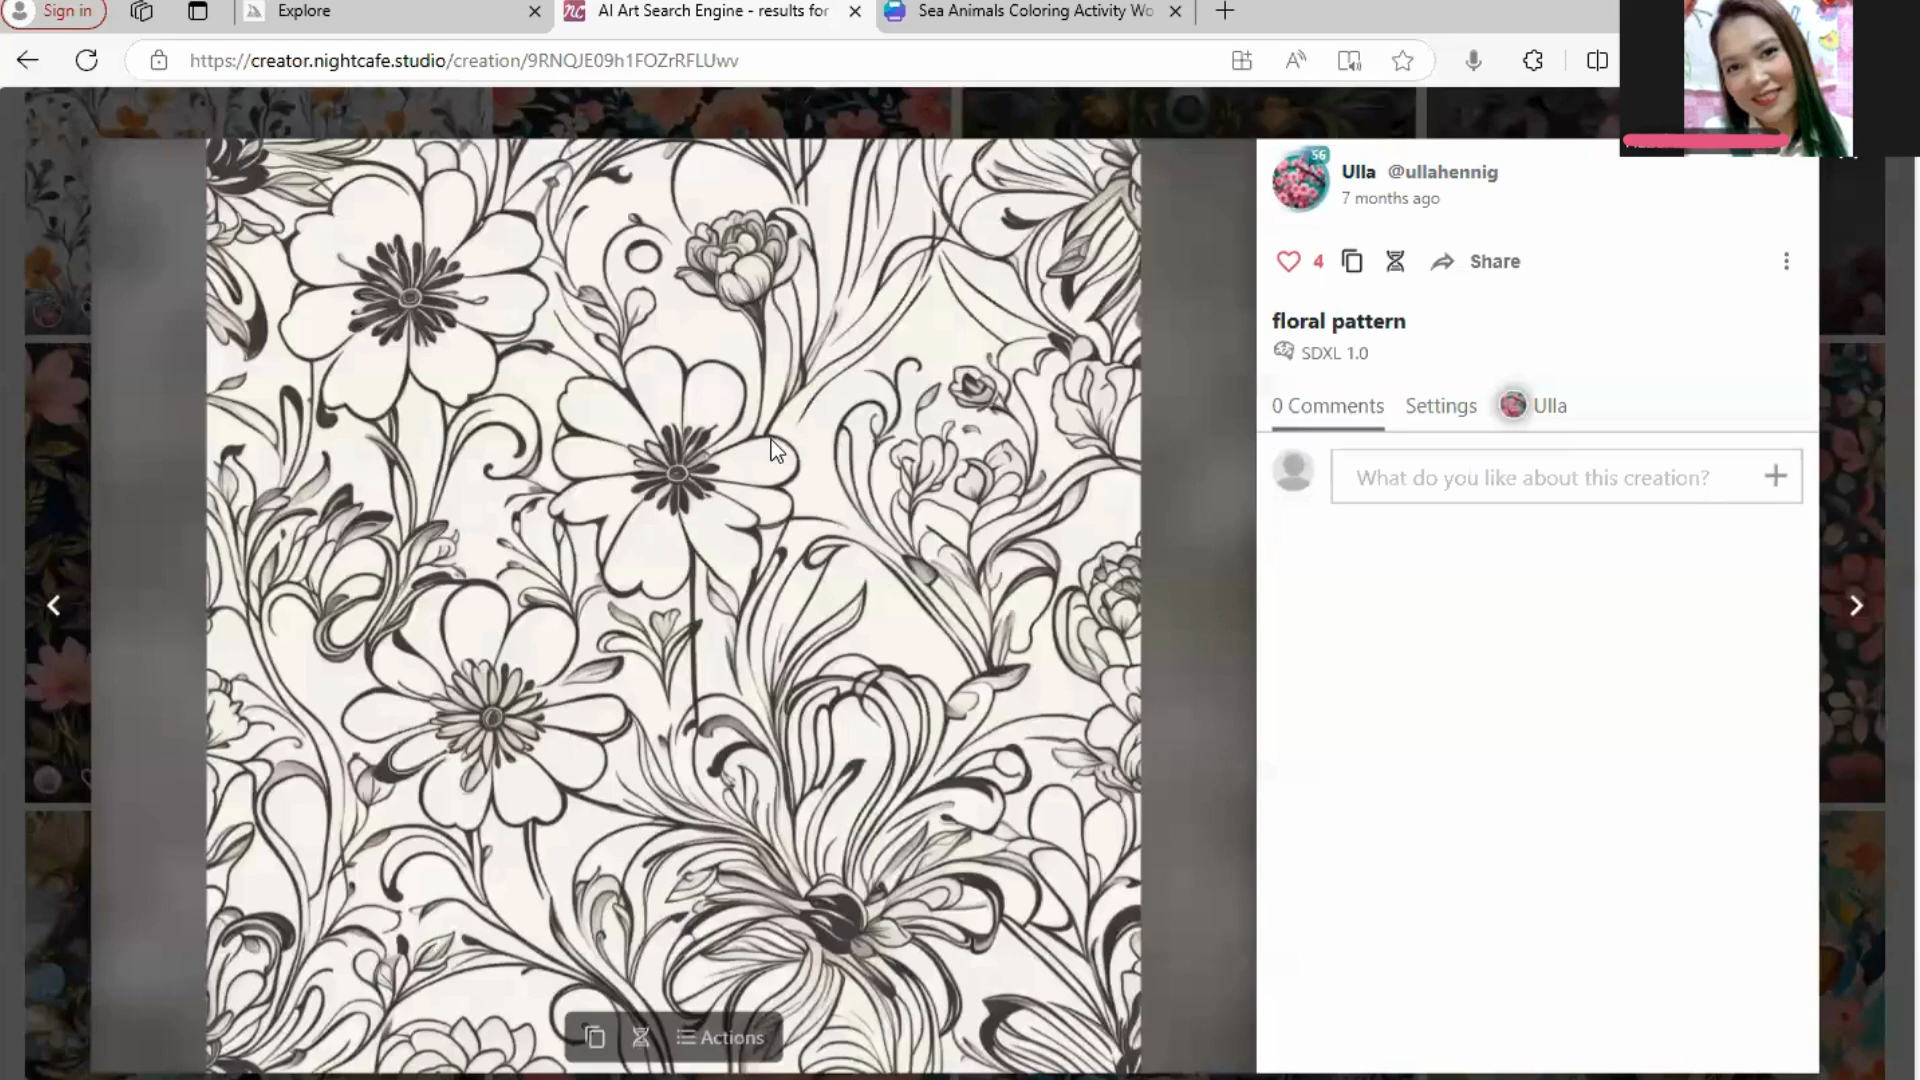 Sign in
Explore
nc
AI Art Search Engine - results for
Sea Animals Coloring Activity Wo
https://creator.nightcafe.studio/creation/9RNQJE09h1FOZrRFLUwv
56
Ulla @ullahennig
7 months ago
4
Share
floral pattern
SDXL 1.0
0 Comments Settings Ulla
What do you like about this creation?
Actions